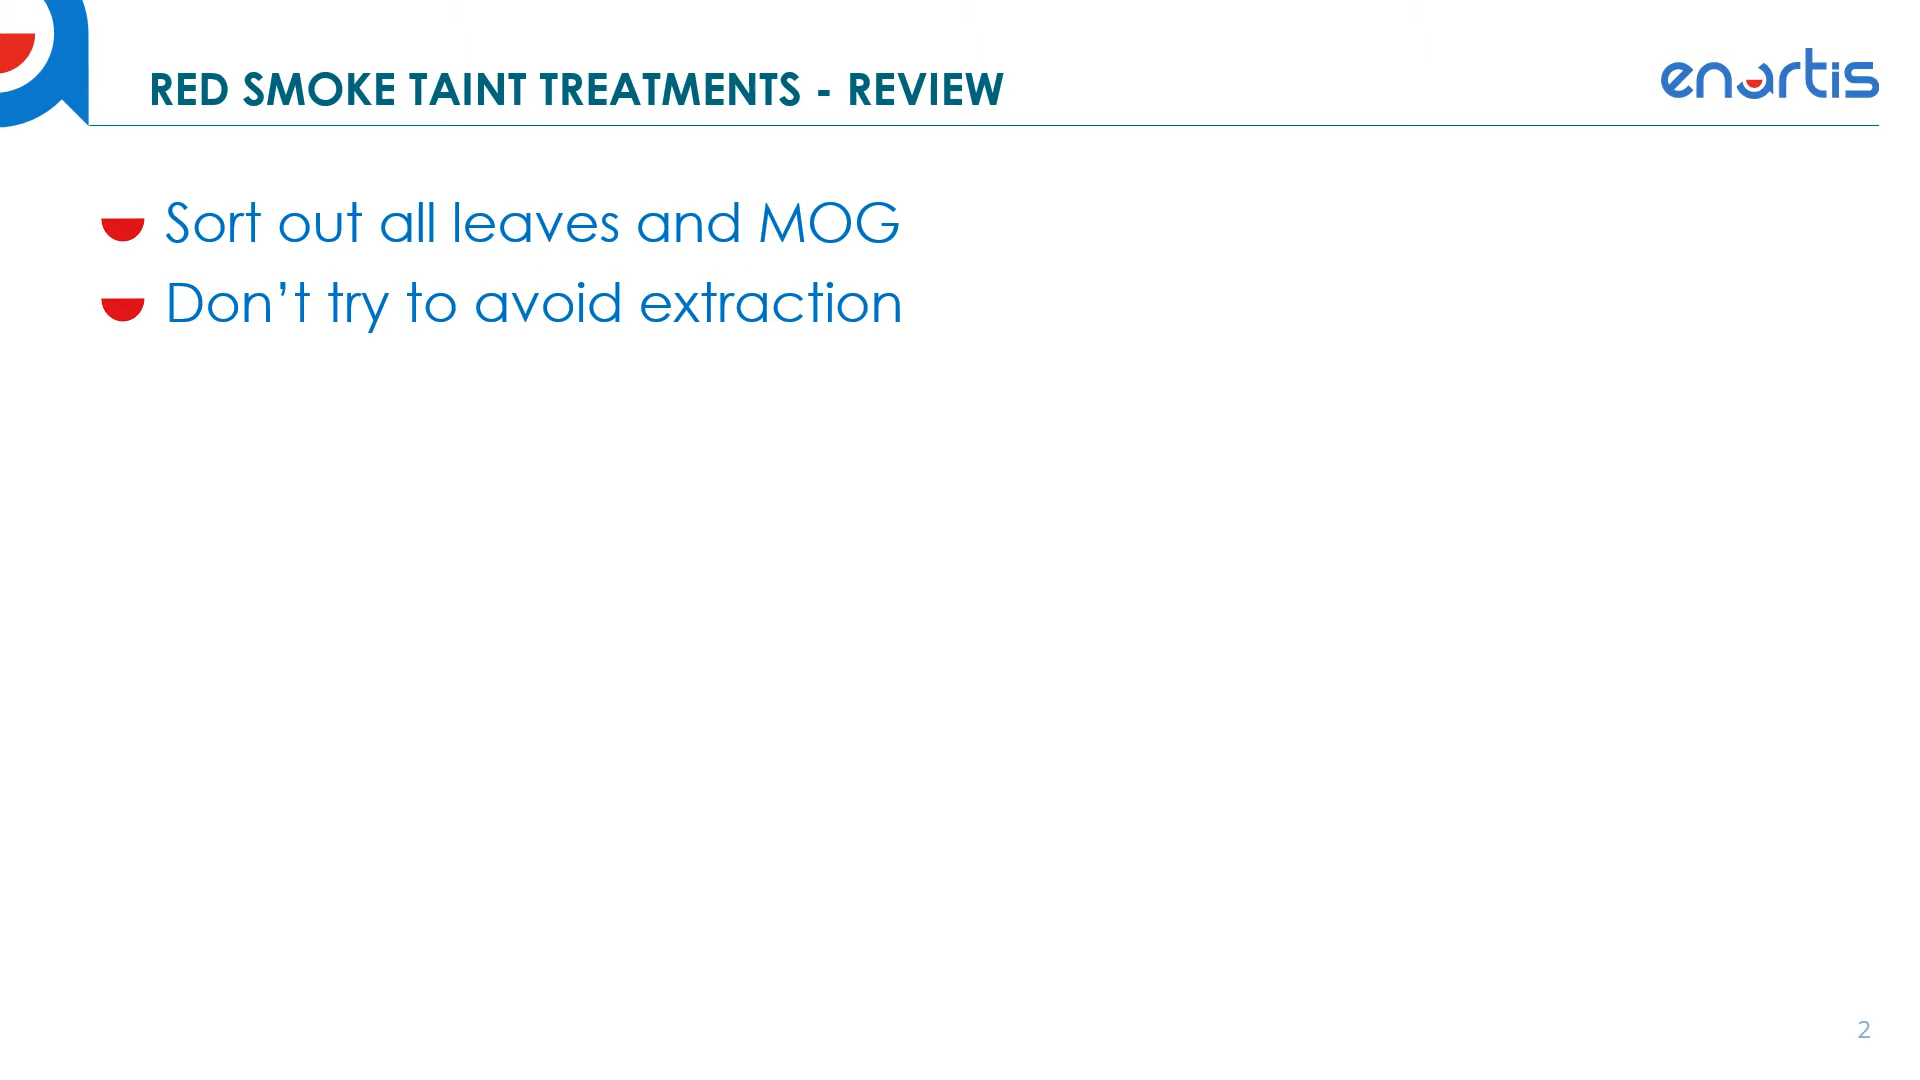 RED SMOKE TAINT TREATMENTS - REVIEW
enartis
Sort out all leaves and MOG
Don’t try to avoid extraction
2